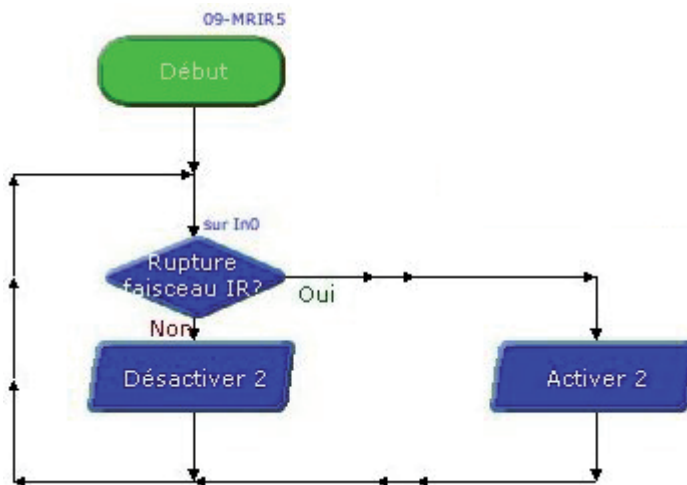 09-MRIR5
Début
sur In0
Rupture
faisceau IR?
Oui
Non
Désactiver 2
Activer 2